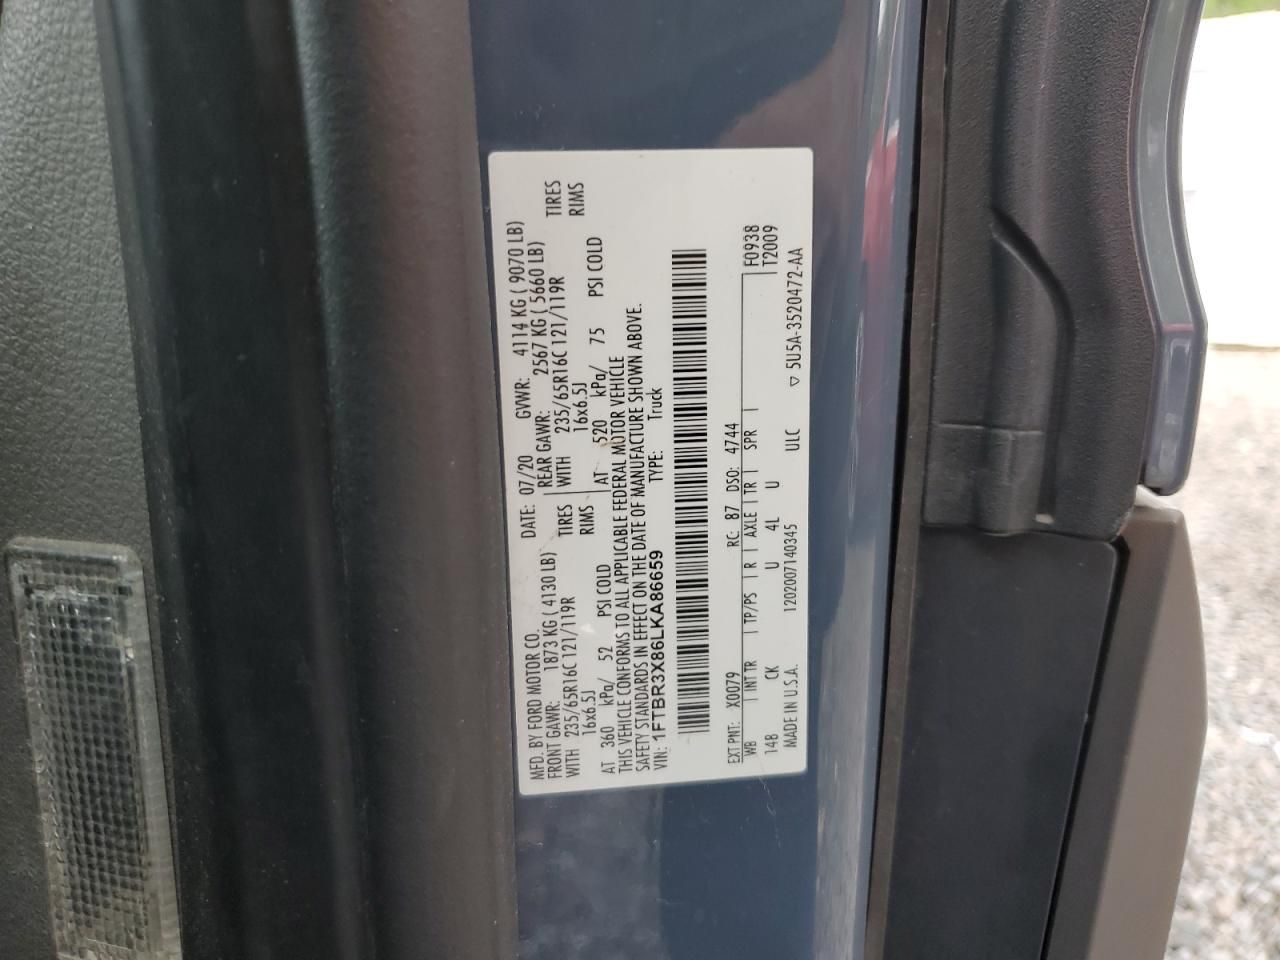 MFD. BY FORD MOTOR CO. DATE: 07/20 GVWR: 4114 KG ( 9070 LB)
FRONT GAWR: 1873 KG ( 4130 LB) REAR GAWR: 2567 KG ( 5660 LB)
WITH 235/65R16C 121/119R TIRES WITH 235/65R16C 121/119R TIRES
16x6.5J RIMS 16x6.5J RIMS
AT 360 kPa/ 52 PSI COLD AT 520 kPa/ 75 PSI COLD
THIS VEHICLE CONFORMS TO ALL APPLICABLE FEDERAL MOTOR VEHICLE
SAFETY STANDARDS IN EFFECT ON THE DATE OF MANUFACTURE SHOWN ABOVE.
VIN: 1FTBR3X86LKA86659 TYPE: Truck
EXT PNT: X0079 RC: 87 DSO: 4744 F0938
WB | INT TR | TP/PS | R | AXLE | TR | SPR | T2009
148 CK U 4L U
MADE IN U.S.A. 1202007140345 ULC ▽ 5U5A-3520472-AA